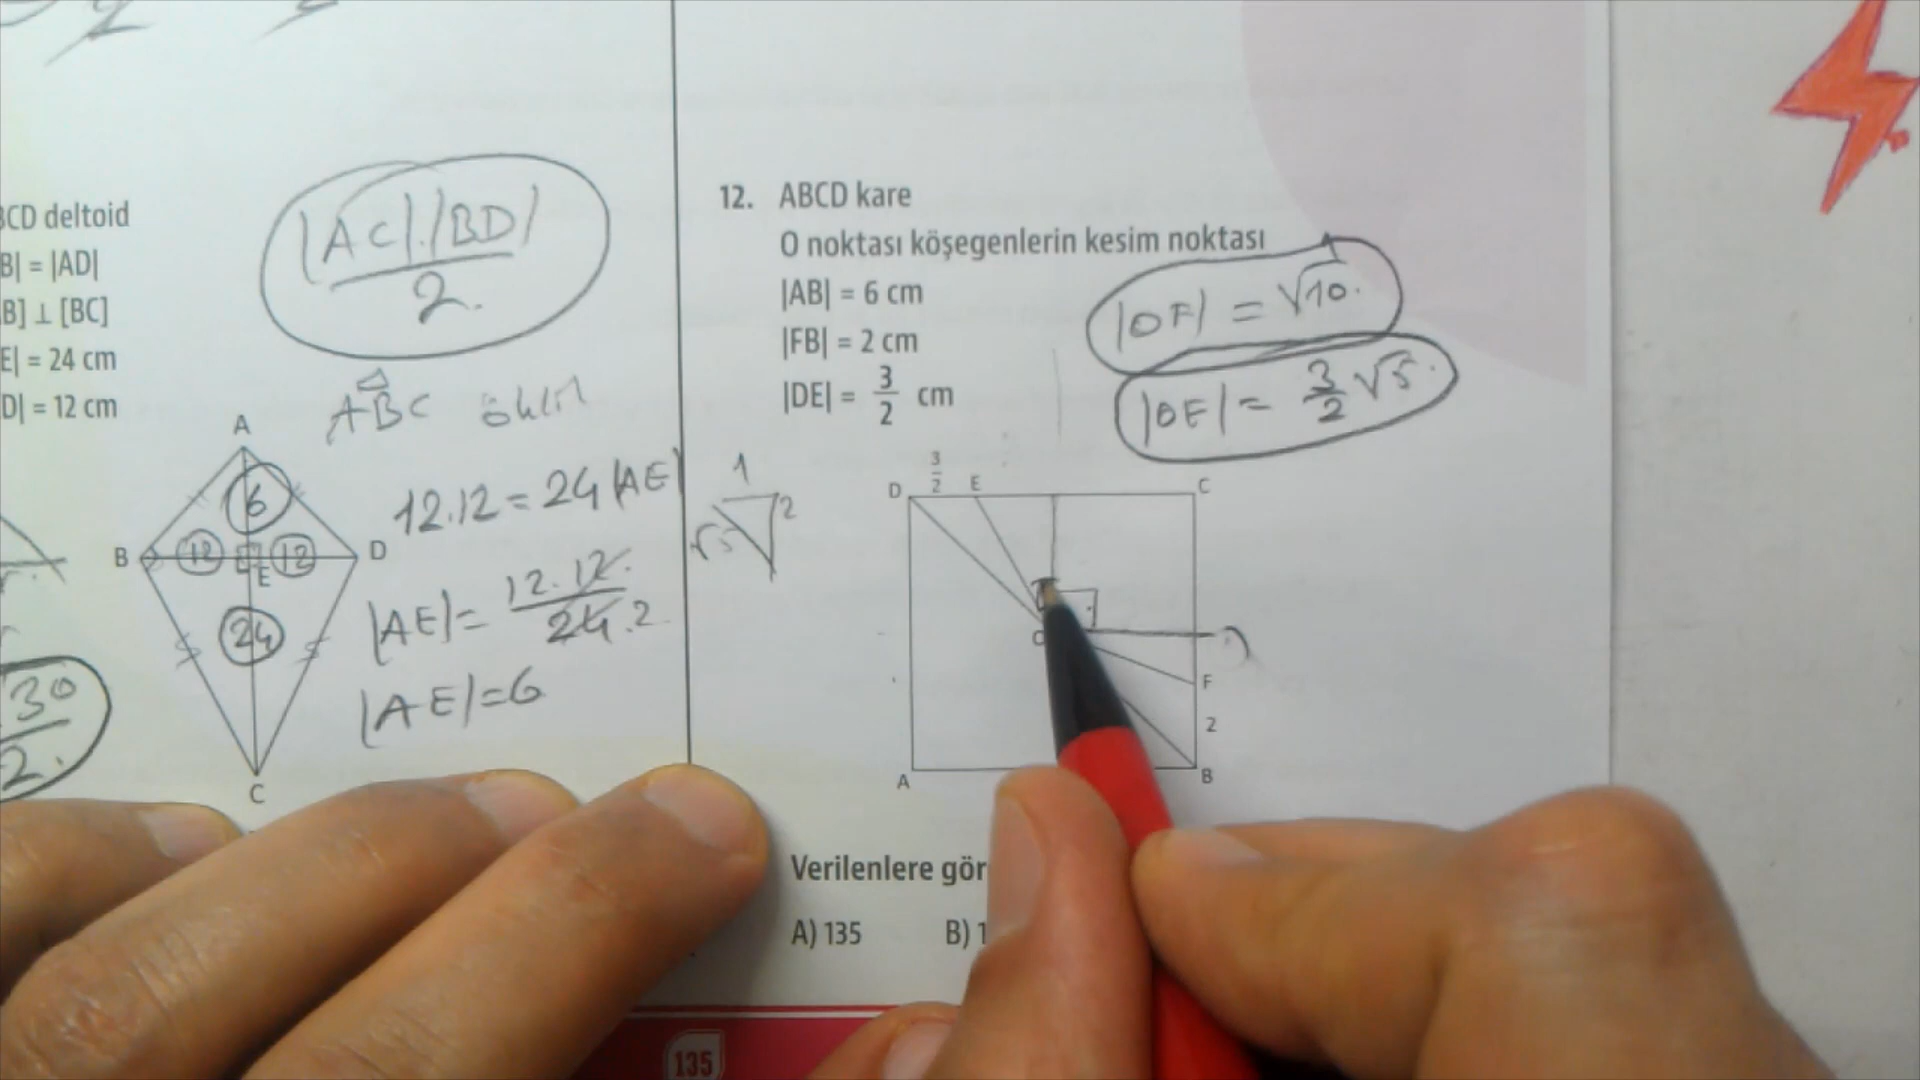 BCD deltoid
B| = |AD|
B] ⊥ [BC]
E| = 24 cm
D| = 12 cm
|AC|.|BD|
2.
ABC öklit
A
B
D
E
C
6
12
12
24
12.12 = 24|AE|
|AE| = 12.12.
24.2
|AE| = 6
30
2.
12. ABCD kare
O noktası köşegenlerin kesim noktası
|AB| = 6 cm
|FB| = 2 cm
|DE| = 3/2 cm
|OF| = √10.
|OE| = 3/2 √5.
1
2
√5
D
3/2
E
C
F
2
A
B
Verilenlere gör
A) 135
B) 1
135